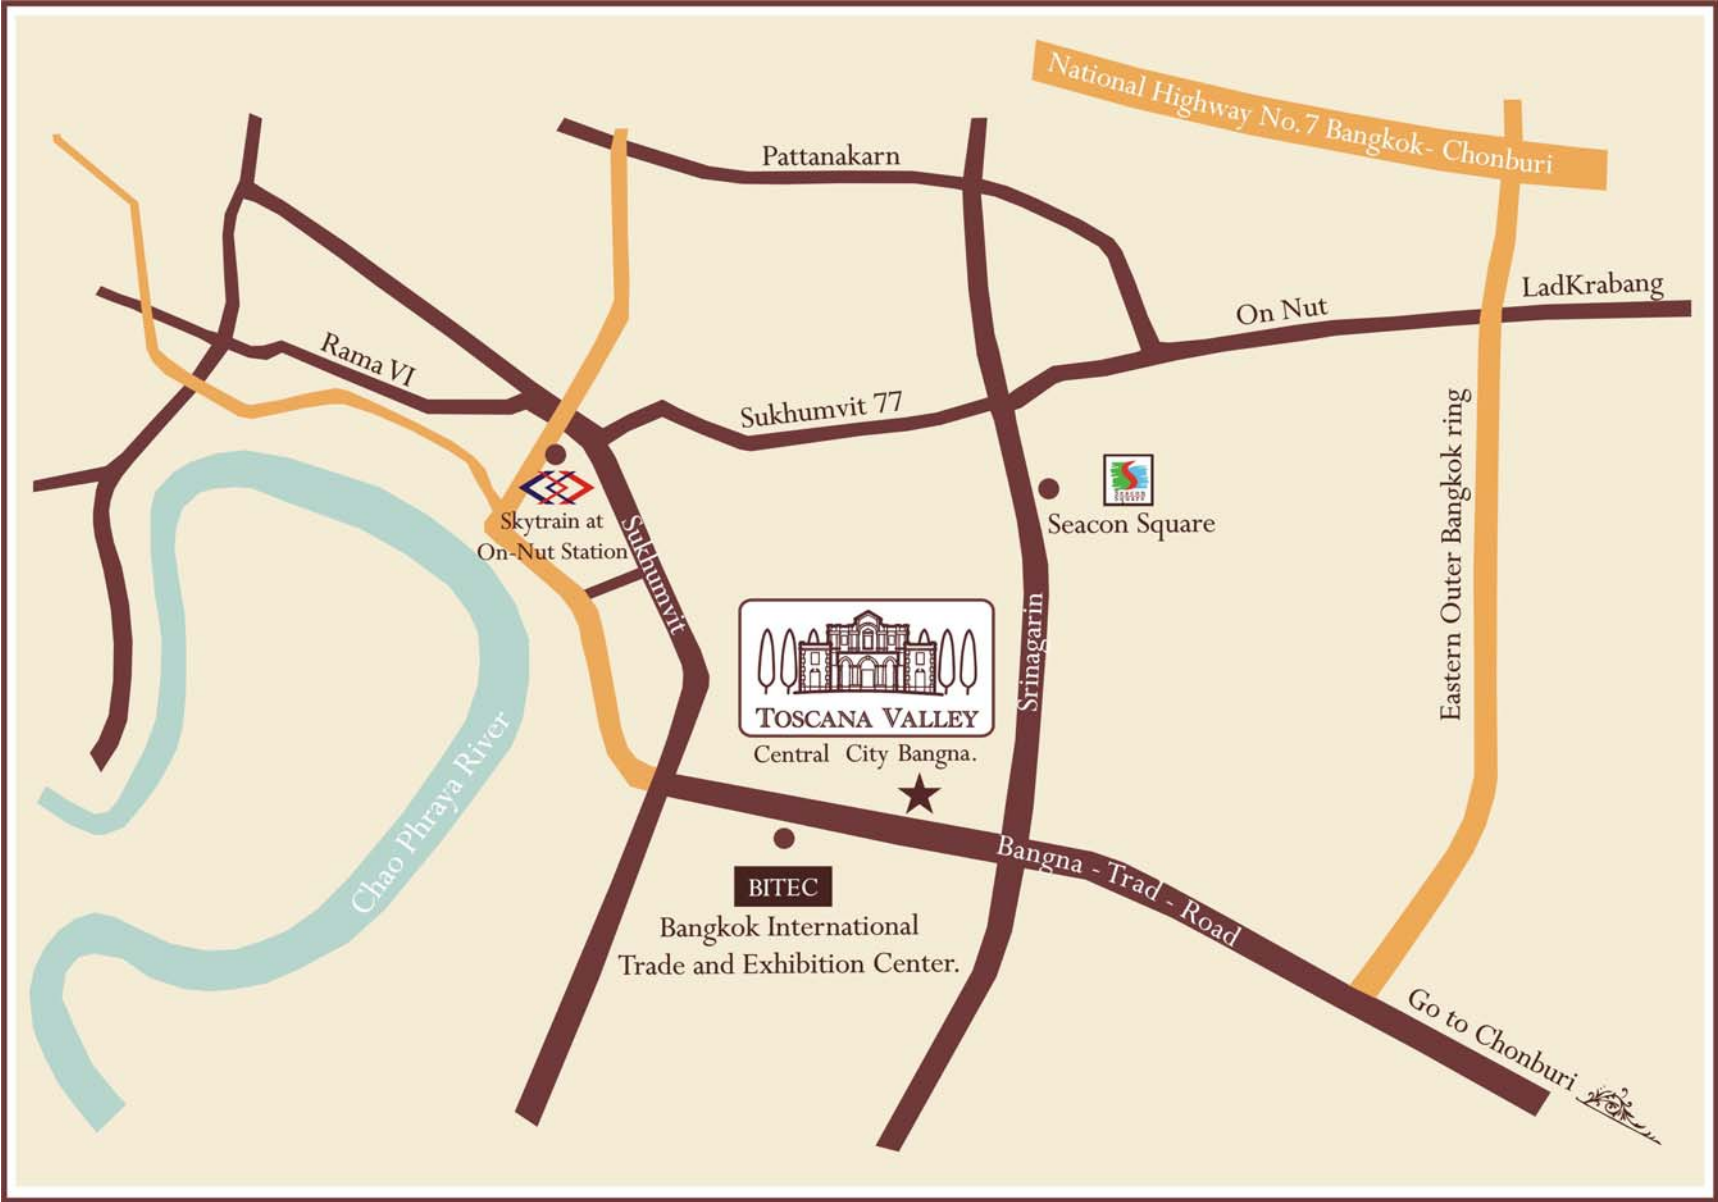 National Highway No.7 Bangkok- Chonburi
Pattanakarn
LadKrabang
On Nut
Rama VI
Sukhumvit 77
Eastern Outer Bangkok ring
SEACON
SQUARE
Seacon Square
Skytrain at
On-Nut Station
Sukhumvit
Srinagarin
TOSCANA VALLEY
Central City Bangna.
Chao Phraya River
Bangna - Trad - Road
BITEC
Bangkok International
Trade and Exhibition Center.
Go to Chonburi